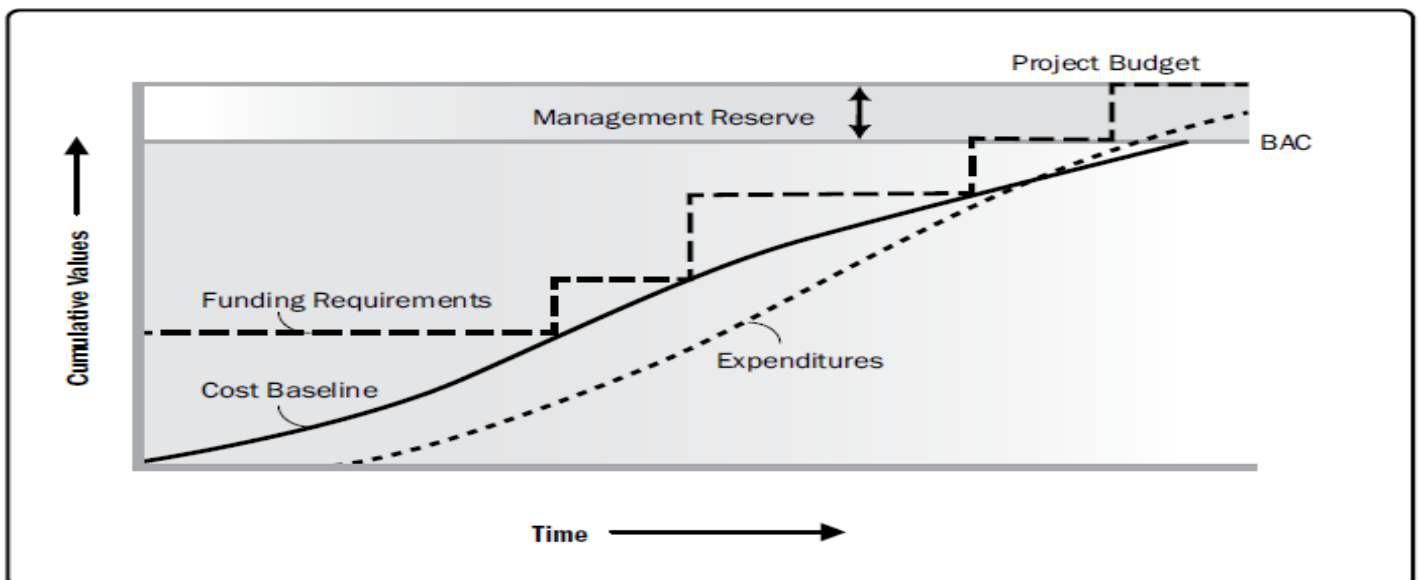 Project Budget
Management Reserve
BAC
Cumulative Values
Funding Requirements
Expenditures
Cost Baseline
Time